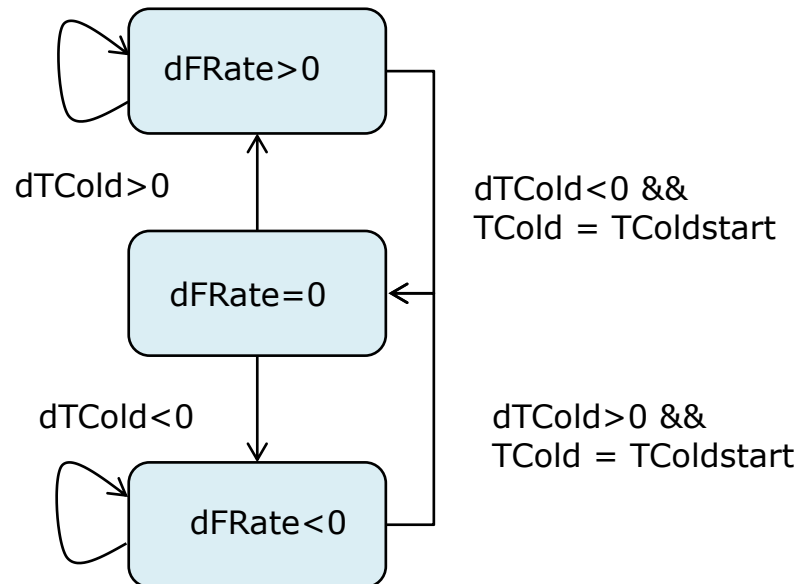 dFRate>0
dTCold>0
dTCold<0 &&
TCold = TColdstart
dFRate=0
dTCold<0
dTCold>0 &&
TCold = TColdstart
dFRate<0